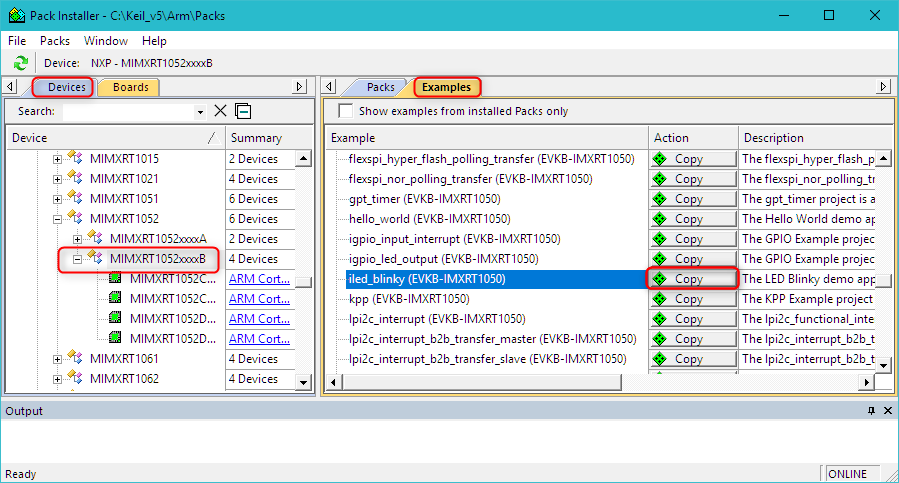 Pack Installer - C:\Keil_v5\Arm\Packs
File Packs Window Help
Device: NXP - MIMXRT1052xxxxB
Devices Boards
Search:
Device Summary
MIMXRT1015 2 Devices
MIMXRT1021 4 Devices
MIMXRT1051 6 Devices
MIMXRT1052 6 Devices
MIMXRT1052xxxxA 2 Devices
MIMXRT1052xxxxB 4 Devices
MIMXRT1052C... ARM Cort...
MIMXRT1052C... ARM Cort...
MIMXRT1052D... ARM Cort...
MIMXRT1052D... ARM Cort...
MIMXRT1061 4 Devices
MIMXRT1062 4 Devices
Packs Examples
Show examples from installed Packs only
Example Action Description
flexspi_hyper_flash_polling_transfer (EVKB-IMXRT1050) Copy The flexspi_hyper_flash_p
flexspi_nor_polling_transfer (EVKB-IMXRT1050) Copy The flexspi_nor_polling_tr
gpt_timer (EVKB-IMXRT1050) Copy The gpt_timer project is a
hello_world (EVKB-IMXRT1050) Copy The Hello World demo ap
igpio_input_interrupt (EVKB-IMXRT1050) Copy The GPIO Example projec
igpio_led_output (EVKB-IMXRT1050) Copy The GPIO Example projec
iled_blinky (EVKB-IMXRT1050) Copy The LED Blinky demo app
kpp (EVKB-IMXRT1050) Copy The KPP Example project
lpi2c_interrupt (EVKB-IMXRT1050) Copy The lpi2c_functional_inte
lpi2c_interrupt_b2b_transfer_master (EVKB-IMXRT1050) Copy The lpi2c_interrupt_b2b_t
lpi2c_interrupt_b2b_transfer_slave (EVKB-IMXRT1050) Copy The lpi2c_interrupt_b2b_t
Output
Ready ONLINE